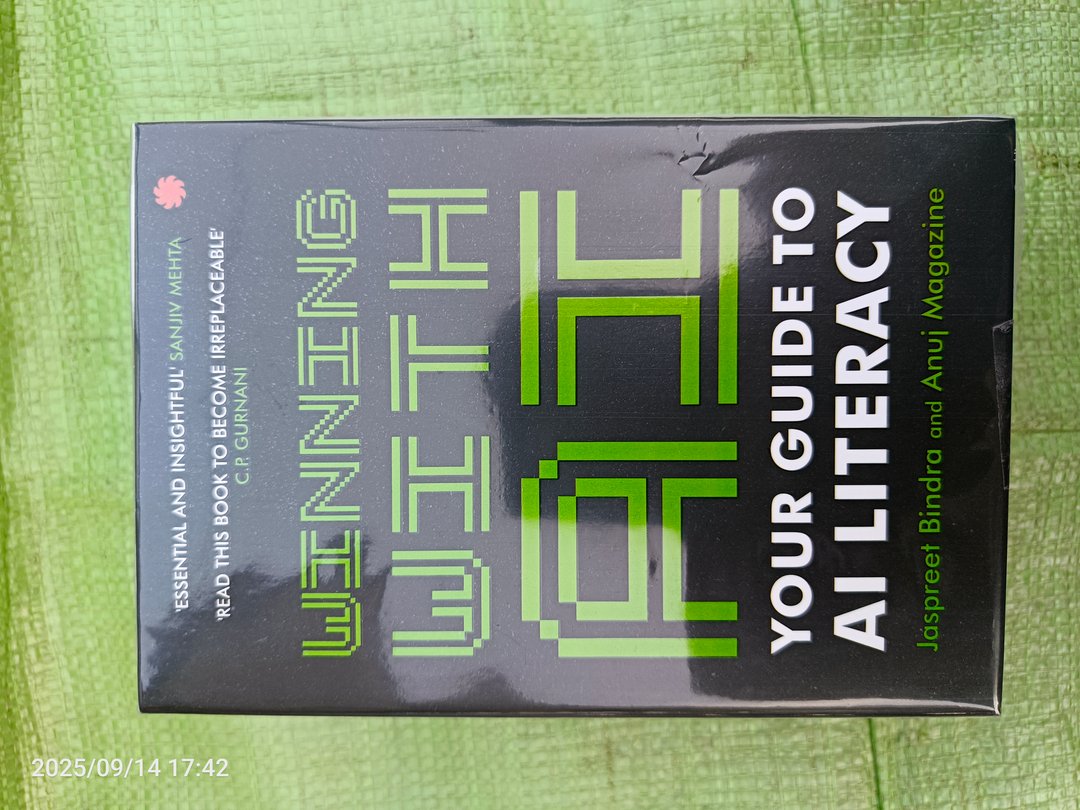 'ESSENTIAL AND INSIGHTFUL' SANJIV MEHTA
'READ THIS BOOK TO BECOME IRREPLACEABLE'
C.P. GURNANI
WINNING
WITH
AI
YOUR GUIDE TO
AI LITERACY
Jaspreet Bindra and Anuj Magazine
2025/09/14 17:42